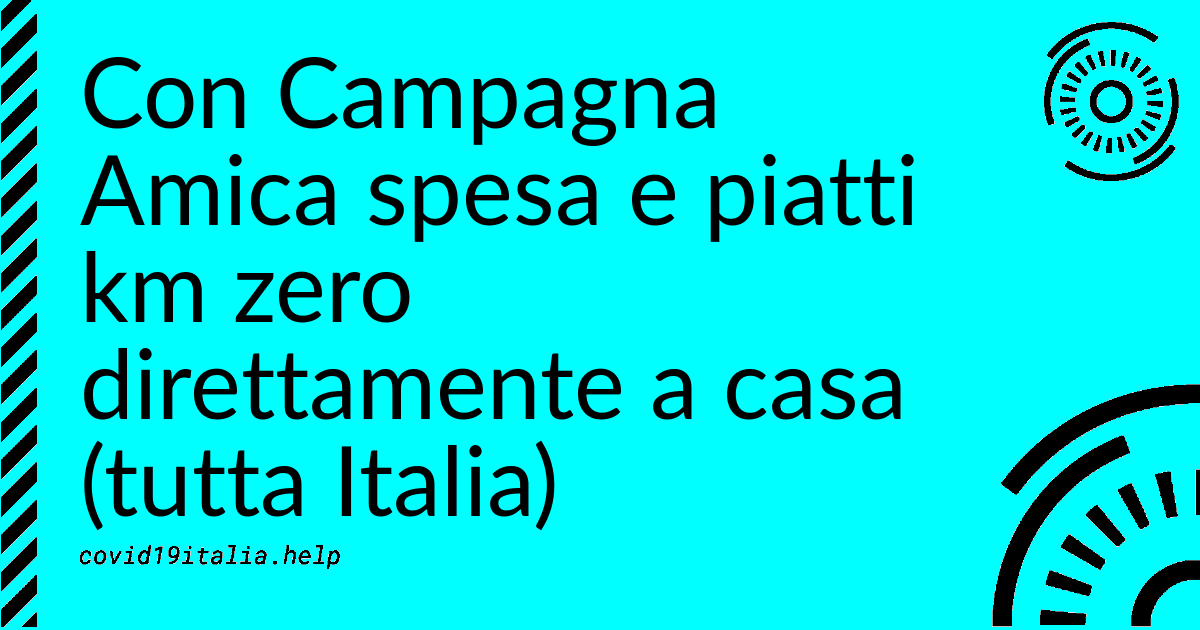 Con Campagna
Amica spesa e piatti
km zero
direttamente a casa
(tutta Italia)
covid19italia.help